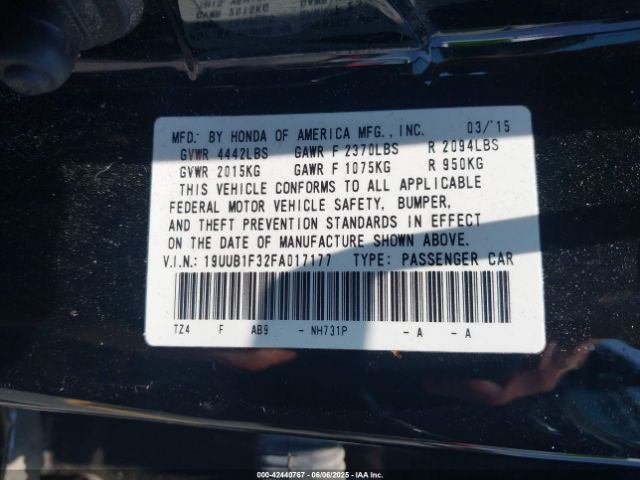 GAWR 2015KG
MFD. BY HONDA OF AMERICA MFG., INC. 03/15
GVWR 4442LBS GAWR F 2370LBS R 2094LBS
GVWR 2015KG GAWR F 1075KG R 950KG
THIS VEHICLE CONFORMS TO ALL APPLICABLE
FEDERAL MOTOR VEHICLE SAFETY, BUMPER,
AND THEFT PREVENTION STANDARDS IN EFFECT
ON THE DATE OF MANUFACTURE SHOWN ABOVE.
V.I.N.: 19UUB1F32FA017177 TYPE: PASSENGER CAR
TZ4 F AB9 - NH731P - A - A
000-42440767 - 06/06/2025 - IAA Inc.